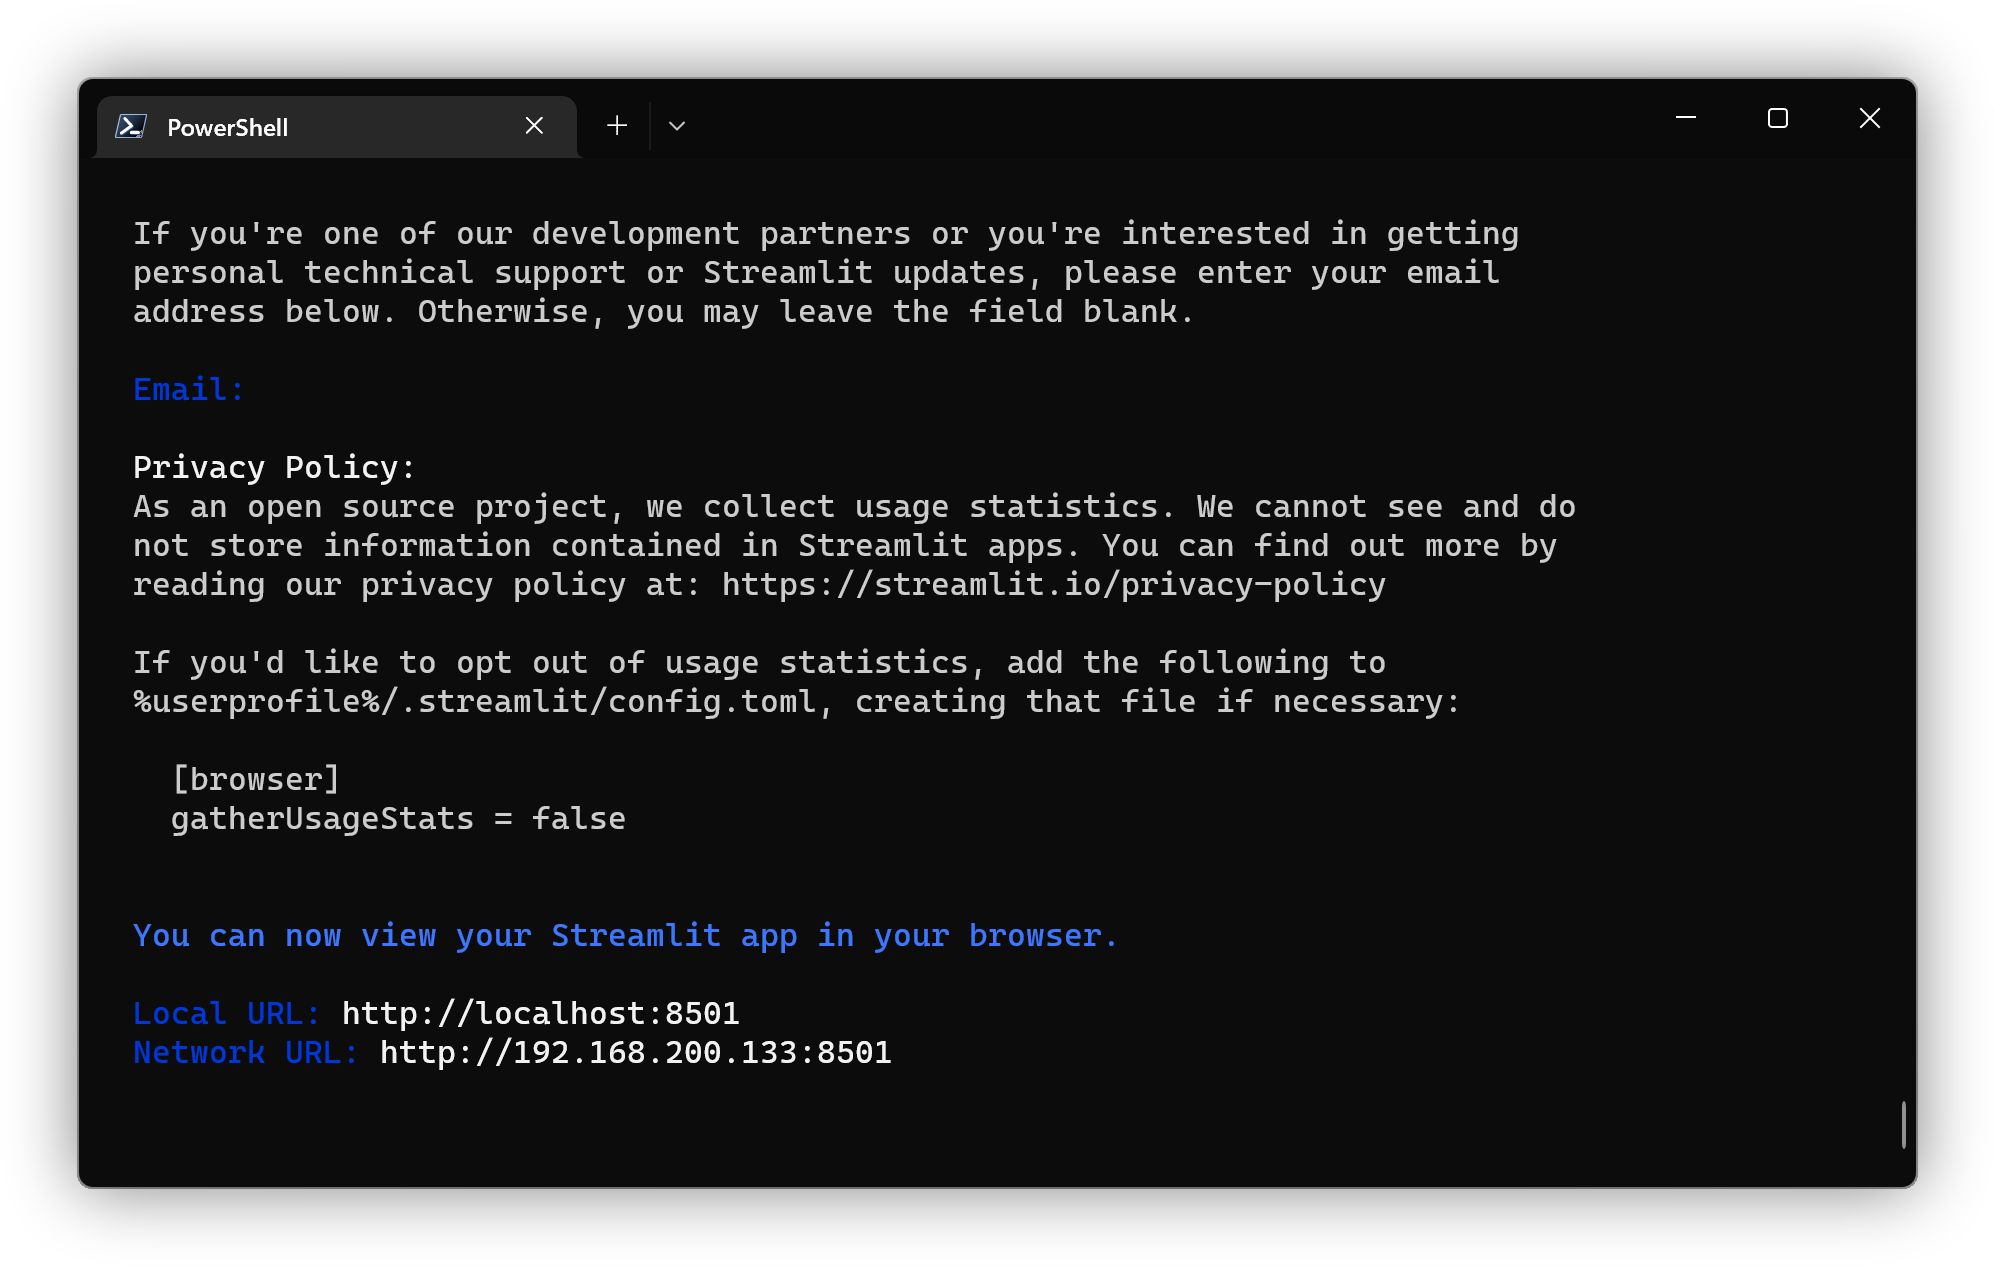 PowerShell
If you're one of our development partners or you're interested in getting
personal technical support or Streamlit updates, please enter your email
address below. Otherwise, you may leave the field blank.
Email:
Privacy Policy:
As an open source project, we collect usage statistics. We cannot see and do
not store information contained in Streamlit apps. You can find out more by
reading our privacy policy at: https://streamlit.io/privacy-policy
If you'd like to opt out of usage statistics, add the following to
%userprofile%/.streamlit/config.toml, creating that file if necessary:
[browser]
gatherUsageStats = false
You can now view your Streamlit app in your browser.
Local URL: http://localhost:8501
Network URL: http://192.168.200.133:8501